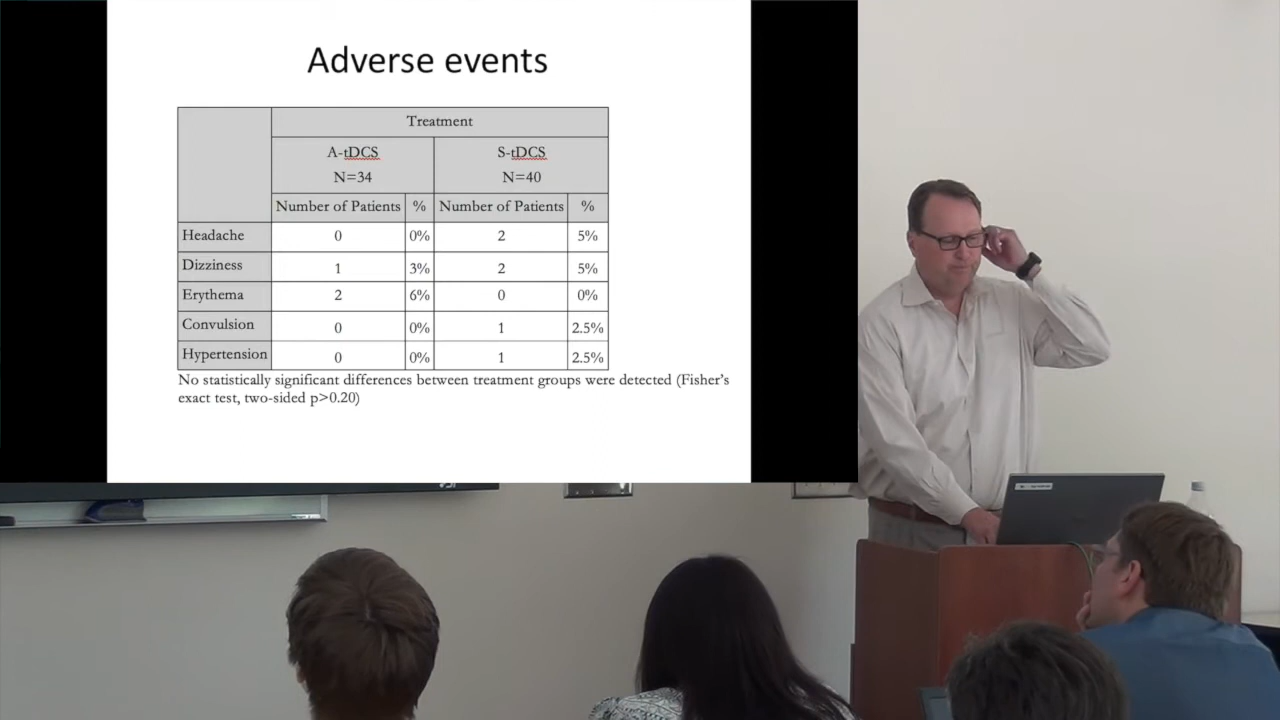 Adverse events
Treatment
A-tDCS S-tDCS
N=34 N=40
Number of Patients % Number of Patients %
Headache 0 0% 2 5%
Dizziness 1 3% 2 5%
Erythema 2 6% 0 0%
Convulsion 0 0% 1 2.5%
Hypertension 0 0% 1 2.5%
No statistically significant differences between treatment groups were detected (Fisher's
exact test, two-sided p>0.20)